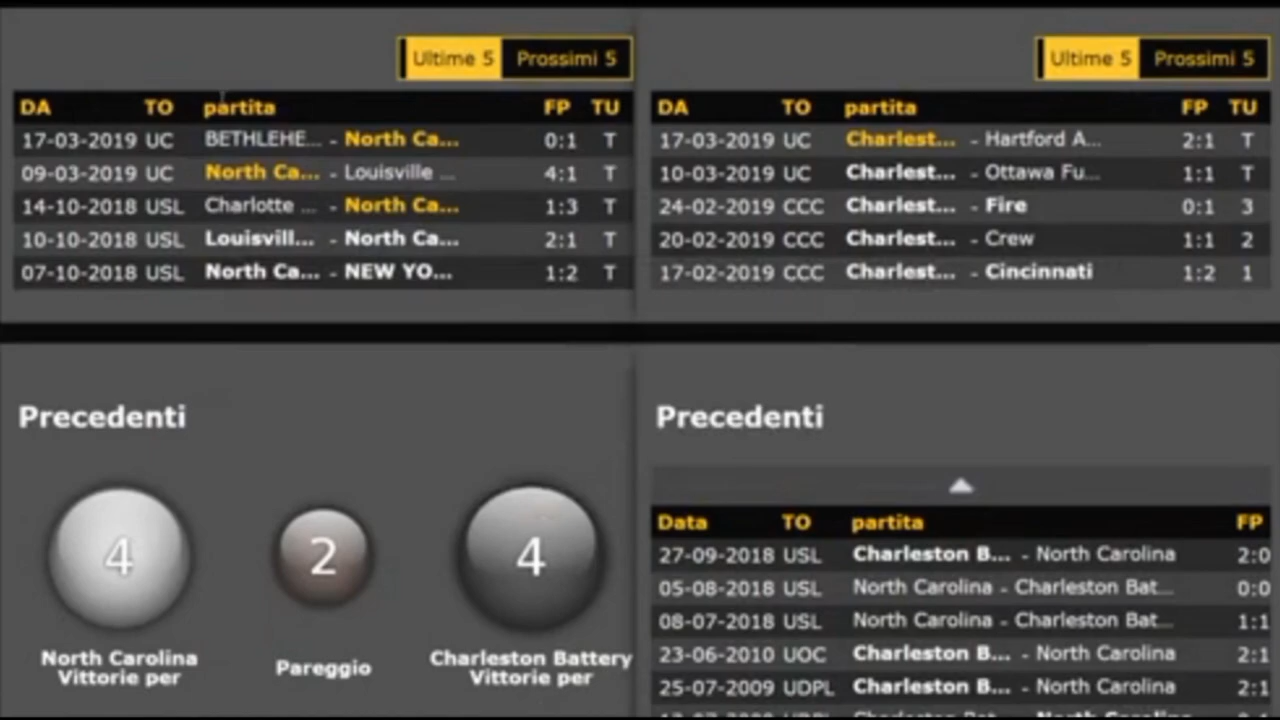 Ultime 5 Prossimi 5
DA TO partita FP TU
17-03-2019 UC BETHLEHE... - North Ca... 0:1 T
09-03-2019 UC North Ca... - Louisville ... 4:1 T
14-10-2018 USL Charlotte ... - North Ca... 1:3 T
10-10-2018 USL Louisvill... - North Ca... 2:1 T
07-10-2018 USL North Ca... - NEW YO... 1:2 T
Ultime 5 Prossimi 5
DA TO partita FP TU
17-03-2019 UC Charlest... - Hartford A... 2:1 T
10-03-2019 UC Charlest... - Ottawa Fu... 1:1 T
24-02-2019 CCC Charlest... - Fire 0:1 3
20-02-2019 CCC Charlest... - Crew 1:1 2
17-02-2019 CCC Charlest... - Cincinnati 1:2 1
Precedenti
4 2 4
North Carolina Pareggio Charleston Battery
Vittorie per Vittorie per
Precedenti
Data TO partita FP
27-09-2018 USL Charleston B... - North Carolina 2:0
05-08-2018 USL North Carolina - Charleston Bat... 0:0
08-07-2018 USL North Carolina - Charleston Bat... 1:1
23-06-2010 UOC Charleston B... - North Carolina 2:1
25-07-2009 UDPL Charleston B... - North Carolina 2:1